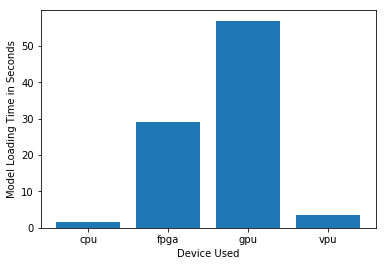 Model Loading Time in Seconds
50
40
30
20
10
0
cpu
fpga
gpu
vpu
Device Used